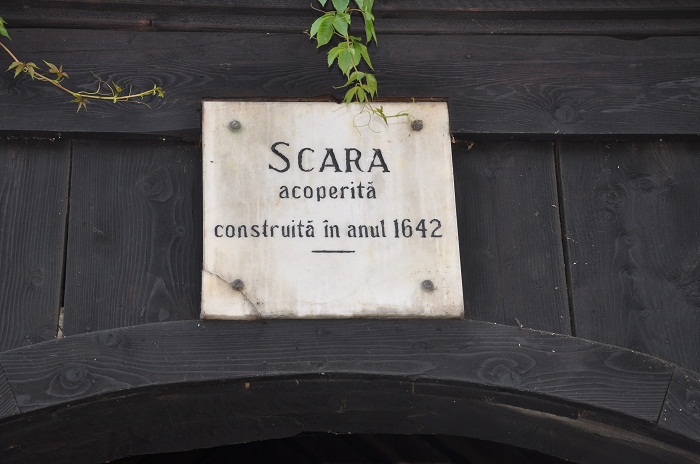 SCARA
acoperită
construită în anul 1642